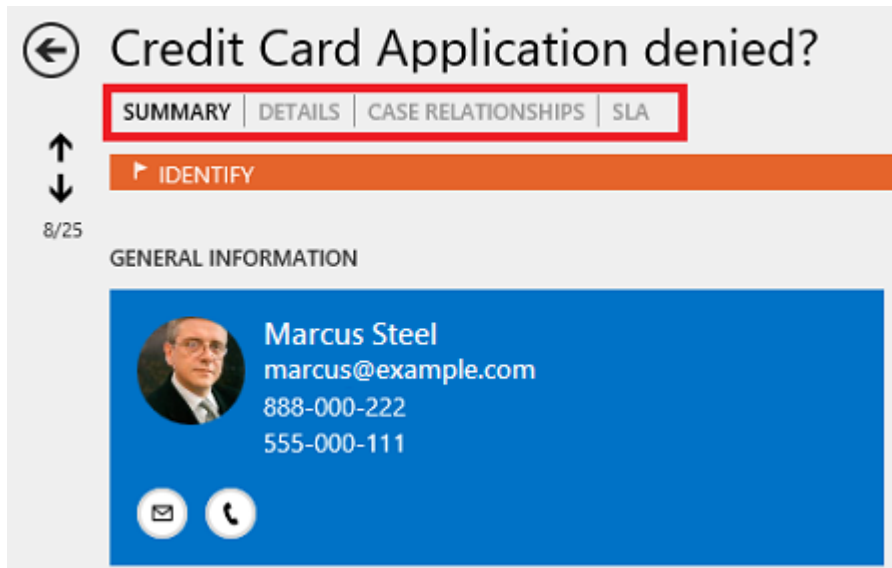 Credit Card Application denied?
SUMMARY | DETAILS | CASE RELATIONSHIPS | SLA
IDENTIFY
8/25
GENERAL INFORMATION
Marcus Steel
marcus@example.com
888-000-222
555-000-111